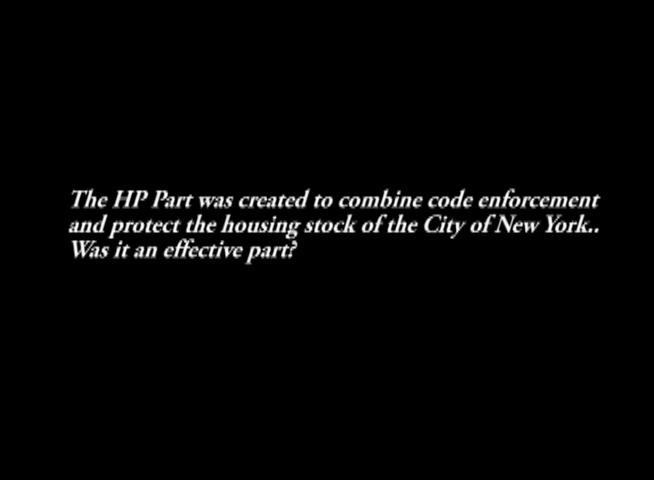 The HP Part was created to combine code enforcement
and protect the housing stock of the City of New York..
Was it an effective part?